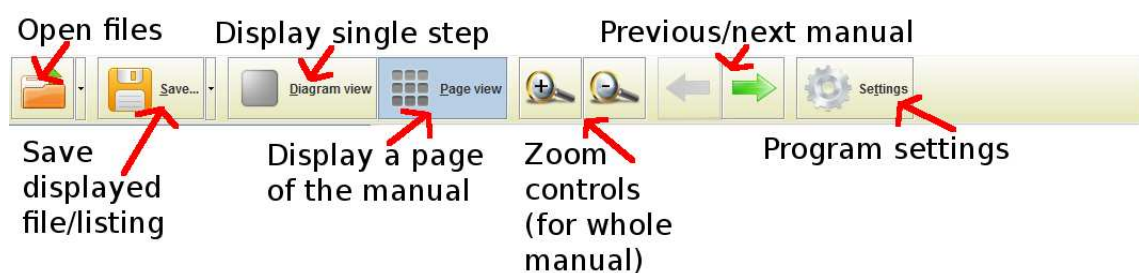 Open files
Display single step
Previous/next manual
Save...
Diagram view
Page view
Settings
Save
displayed
file/listing
Display a page
of the manual
Zoom
controls
(for whole
manual)
Program settings